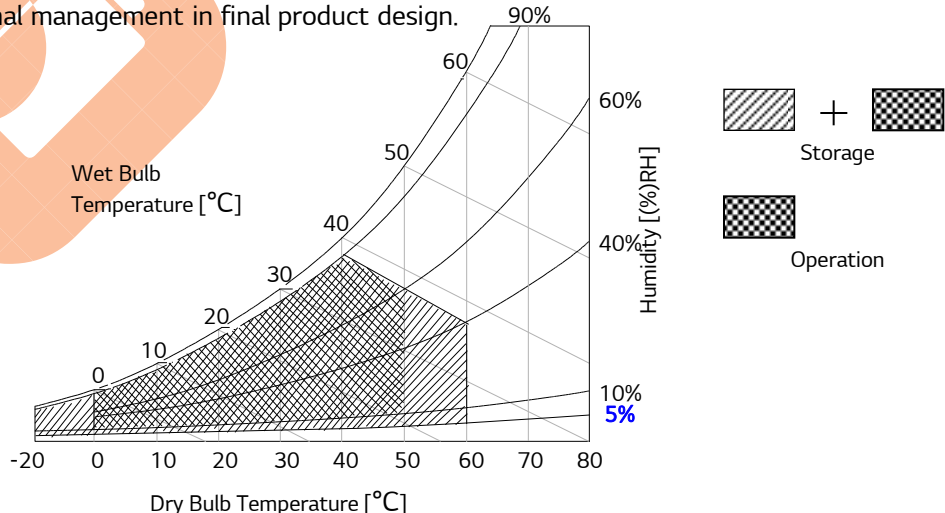 nal management in final product design.
90%
60
60%
50
Wet Bulb
Temperature [°C]
40
40%
30
20
10
0
10%
5%
Humidity [(%)RH]
-20 0 10 20 30 40 50 60 70 80
Dry Bulb Temperature [°C]
+
Storage
Operation